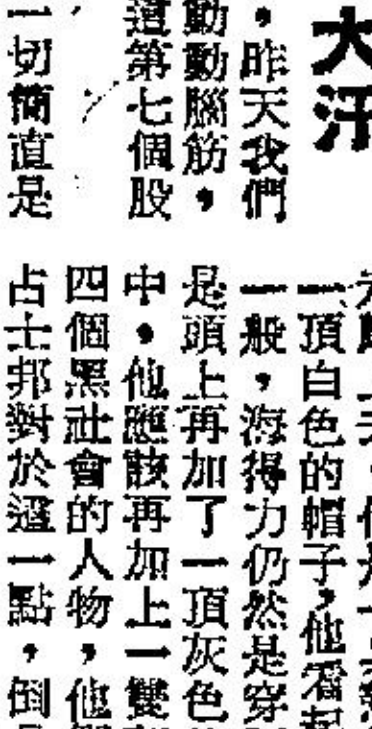 大汗
，昨天我們
動動腦筋，
這第七個股
一切簡直是
一頂白色的帽子，他看起
一般，海得力仍然是穿
是頭上再加了一頂灰色
中，他應該再加上一雙
四個黑社會的人物，他
占士邦對於這一點，倒